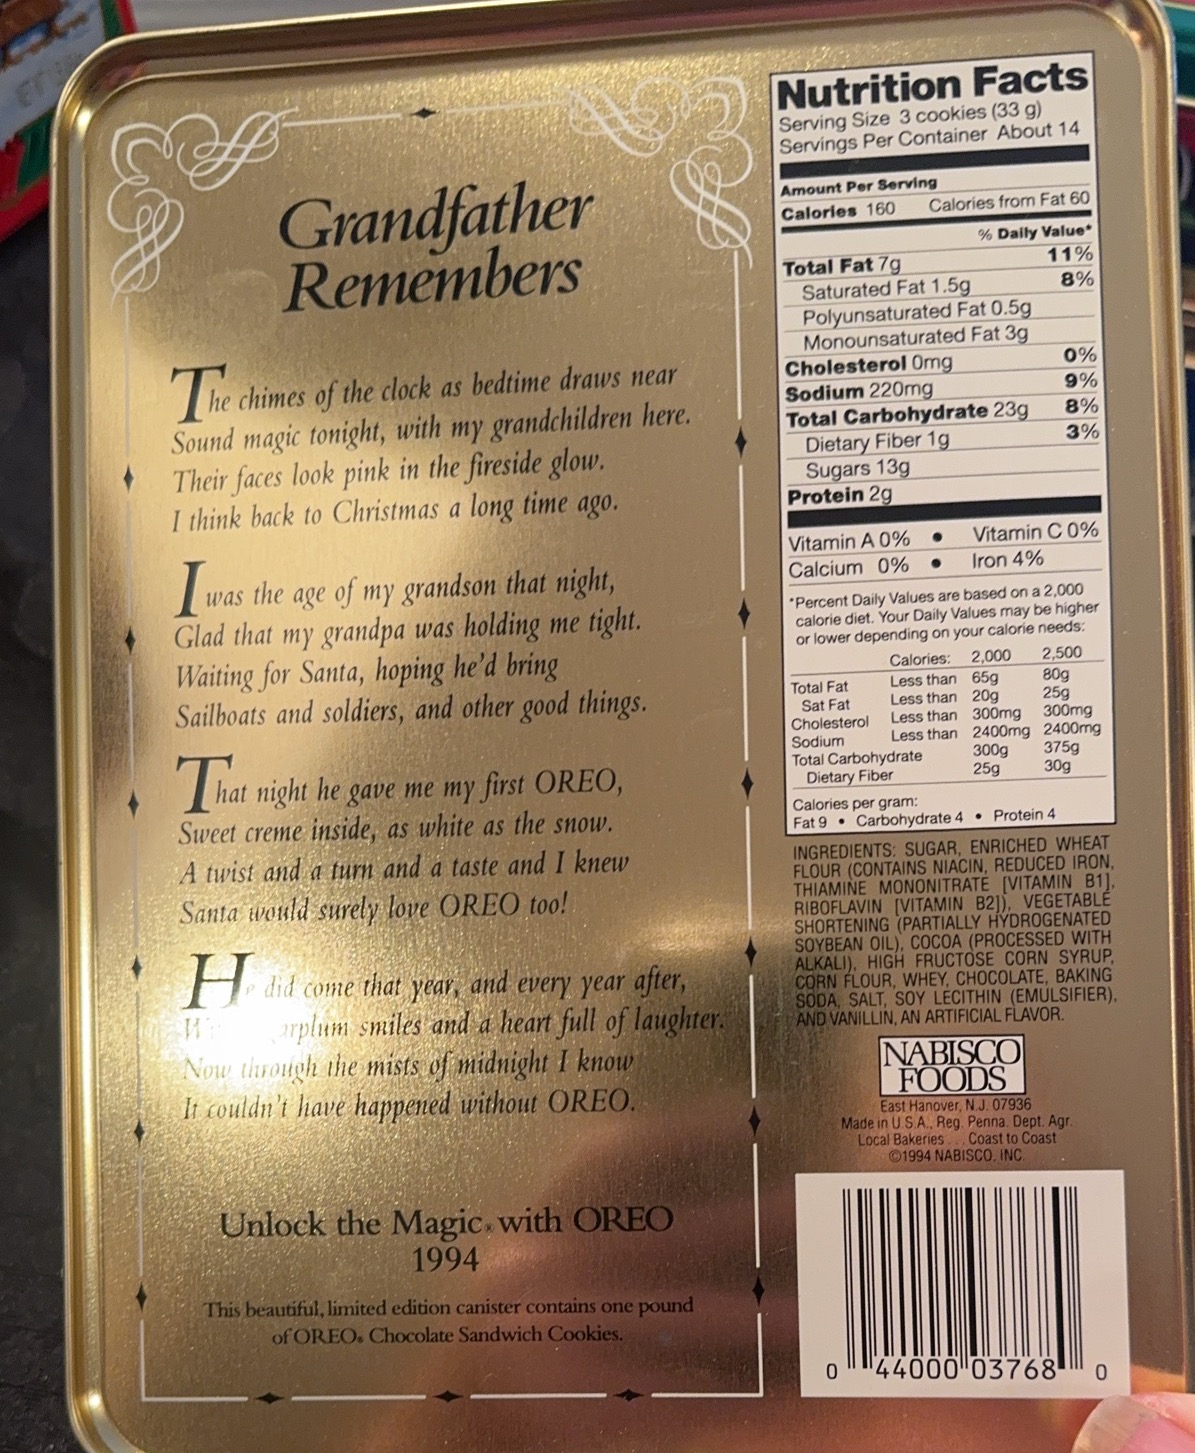 Grandfather
Remembers
The chimes of the clock as bedtime draws near
Sound magic tonight, with my grandchildren here.
Their faces look pink in the fireside glow.
I think back to Christmas a long time ago.
I was the age of my grandson that night,
Glad that my grandpa was holding me tight.
Waiting for Santa, hoping he'd bring
Sailboats and soldiers, and other good things.
That night he gave me my first OREO,
Sweet creme inside, as white as the snow.
A twist and a turn and a taste and I knew
Santa would surely love OREO too!
He did come that year, and every year after,
smiles and a heart full of laughter.
Now through the mists of midnight I know
It couldn't have happened without OREO.
Unlock the Magic® with OREO
1994
This beautiful, limited edition canister contains one pound
of OREO® Chocolate Sandwich Cookies.
Nutrition Facts
Serving Size 3 cookies (33 g)
Servings Per Container About 14
Amount Per Serving
Calories 160 Calories from Fat 60
% Daily Value*
Total Fat 7g 11%
Saturated Fat 1.5g 8%
Polyunsaturated Fat 0.5g
Monounsaturated Fat 3g
Cholesterol 0mg 0%
Sodium 220mg 9%
Total Carbohydrate 23g 8%
Dietary Fiber 1g 3%
Sugars 13g
Protein 2g
Vitamin A 0% • Vitamin C 0%
Calcium 0% • Iron 4%
*Percent Daily Values are based on a 2,000
calorie diet. Your Daily Values may be higher
or lower depending on your calorie needs:
Calories: 2,000 2,500
Total Fat Less than 65g 80g
Sat Fat Less than 20g 25g
Cholesterol Less than 300mg 300mg
Sodium Less than 2400mg 2400mg
Total Carbohydrate 300g 375g
Dietary Fiber 25g 30g
Calories per gram:
Fat 9 • Carbohydrate 4 • Protein 4
INGREDIENTS: SUGAR, ENRICHED WHEAT
FLOUR (CONTAINS NIACIN, REDUCED IRON,
THIAMINE MONONITRATE [VITAMIN B1],
RIBOFLAVIN [VITAMIN B2]), VEGETABLE
SHORTENING (PARTIALLY HYDROGENATED
SOYBEAN OIL), COCOA (PROCESSED WITH
ALKALI), HIGH FRUCTOSE CORN SYRUP,
CORN FLOUR, WHEY, CHOCOLATE, BAKING
SODA, SALT, SOY LECITHIN (EMULSIFIER),
AND VANILLIN, AN ARTIFICIAL FLAVOR.
NABISCO
FOODS
East Hanover, N.J. 07936
Made in U.S.A., Reg. Penna. Dept. Agr.
Local Bakeries . . . Coast to Coast
©1994 NABISCO, INC.
0 44000 03768 0